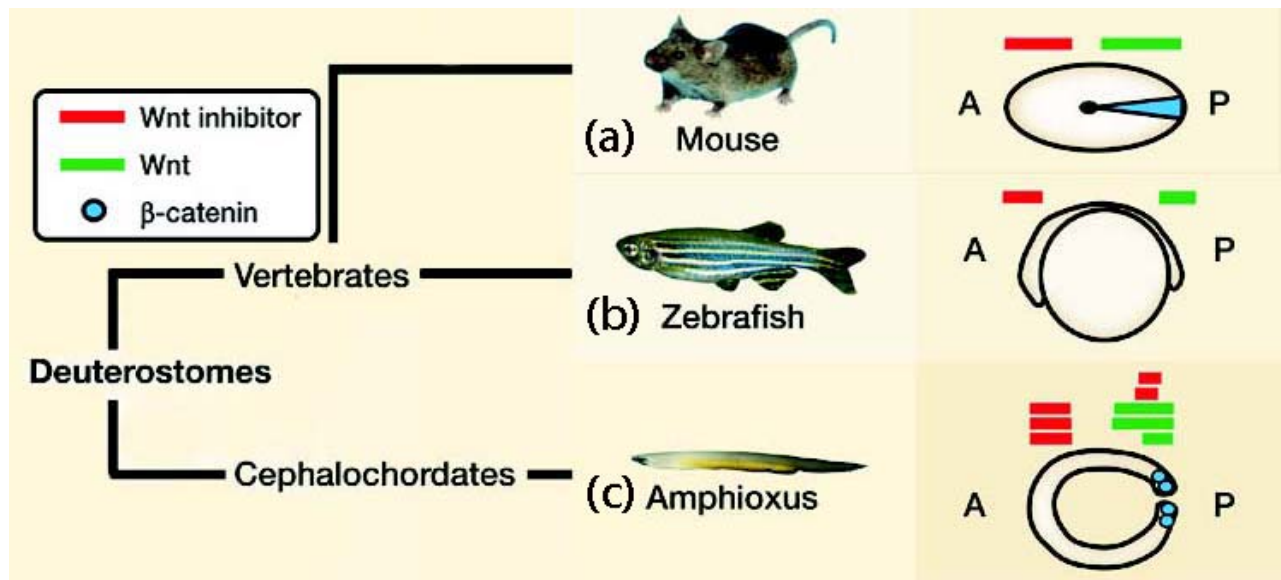 Wnt inhibitor
Wnt
β-catenin
(a) Mouse
A P
Vertebrates
(b) Zebrafish
A P
Deuterostomes
Cephalochordates
(c) Amphioxus
A P